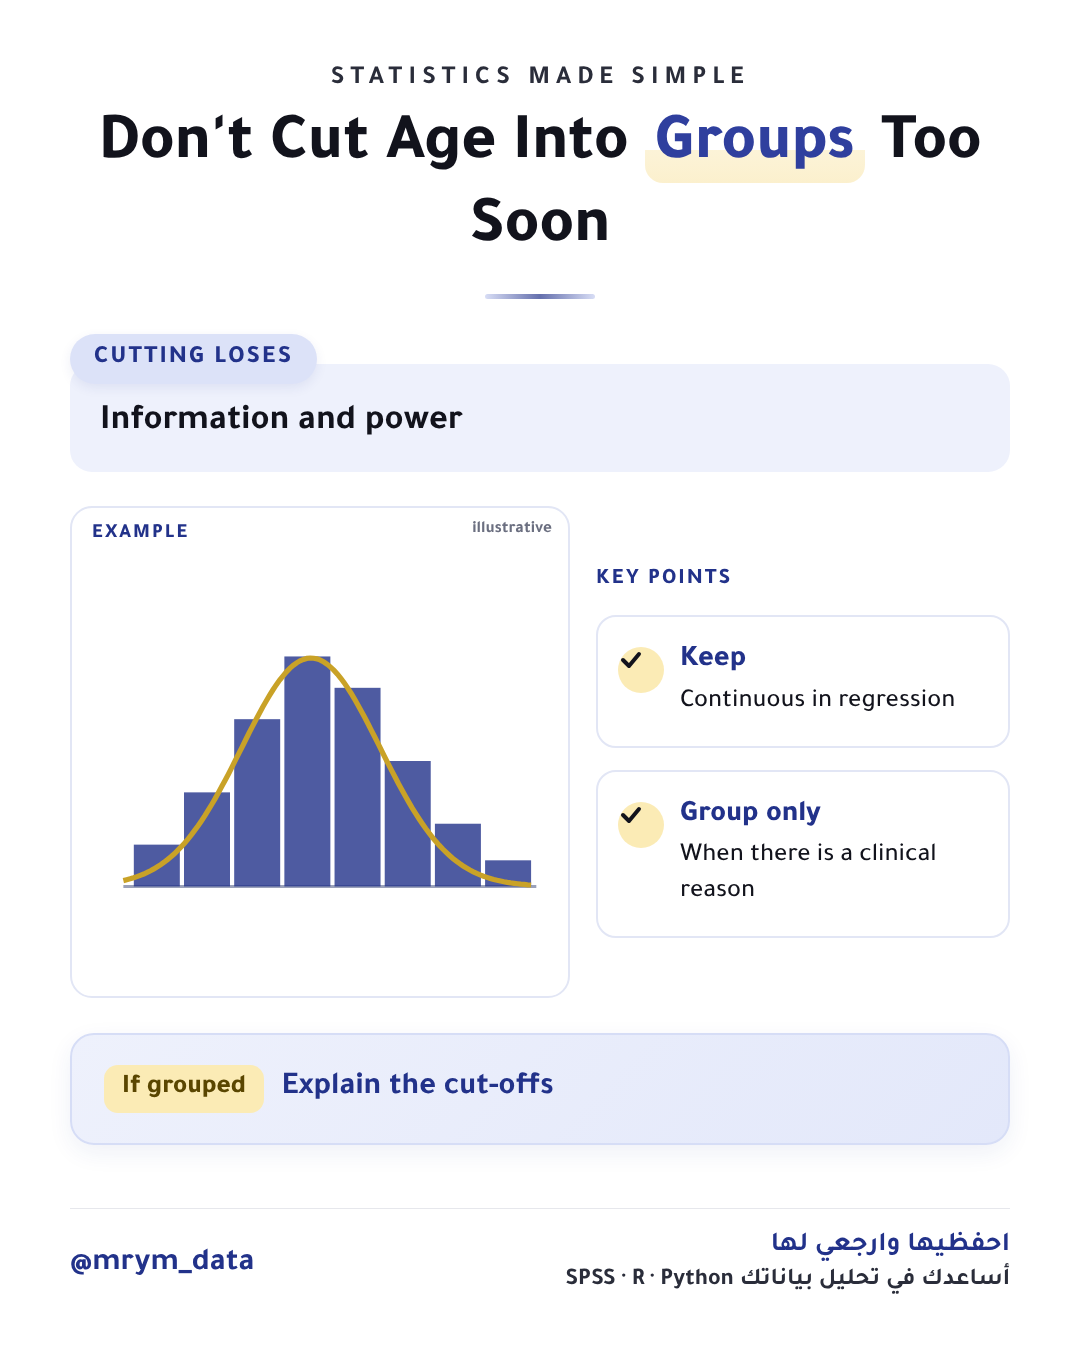 STATISTICS MADE SIMPLE
Don't Cut Age Into Groups Too
Soon
CUTTING LOSES
Information and power
EXAMPLE
illustrative
KEY POINTS
Keep
Continuous in regression
Group only
When there is a clinical
reason
If grouped Explain the cut-offs
@mrym_data
احفظيها وارجعي لها
أساعدك في تحليل بياناتك SPSS · R · Python